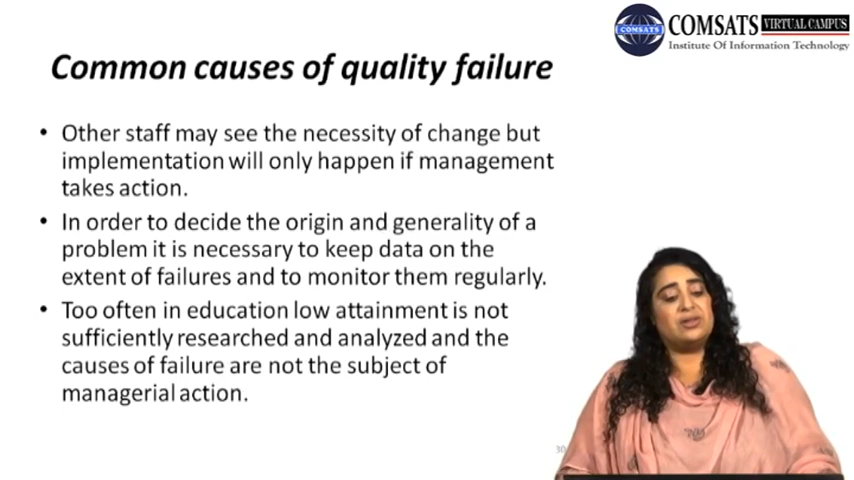 COMSATS VIRTUAL CAMPUS
COMSATS
Institute Of Information Technology
Common causes of quality failure
• Other staff may see the necessity of change but
implementation will only happen if management
takes action.
• In order to decide the origin and generality of a
problem it is necessary to keep data on the
extent of failures and to monitor them regularly.
• Too often in education low attainment is not
sufficiently researched and analyzed and the
causes of failure are not the subject of
managerial action.
30